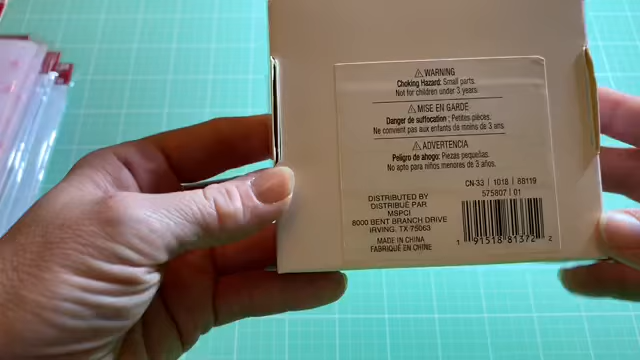 ⚠ WARNING
Choking Hazard: Small parts.
Not for children under 3 years.
⚠ MISE EN GARDE
Danger de suffocation : Petites pièces.
Ne convient pas aux enfants de moins de 3 ans.
⚠ ADVERTENCIA
Peligro de ahogo: Piezas pequeñas.
No apto para niños menores de 3 años.
CN-33 | 1018 | 88119
575807 | 01
DISTRIBUTED BY
DISTRIBUÉ PAR
MSPCI
8000 BENT BRANCH DRIVE
IRVING, TX 75063
MADE IN CHINA
FABRIQUÉ EN CHINE
1 91518 81372 2